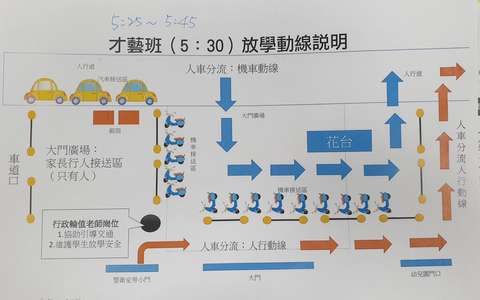 5:25～5:45
才藝班（5：30）放學動線說明
人行道
汽車接送區
人車分流：機車動線
人行道
大門廣場
大門廣場：
家長行人接送區
（只有人）
機車接送區
花台
人車分流人行動線
車道口
機車接送區
行政輪值老師崗位
1.協助引導交通
2.維護學生放學安全
人車分流：人行動線
警衛室旁小門
大門
幼兒園門口